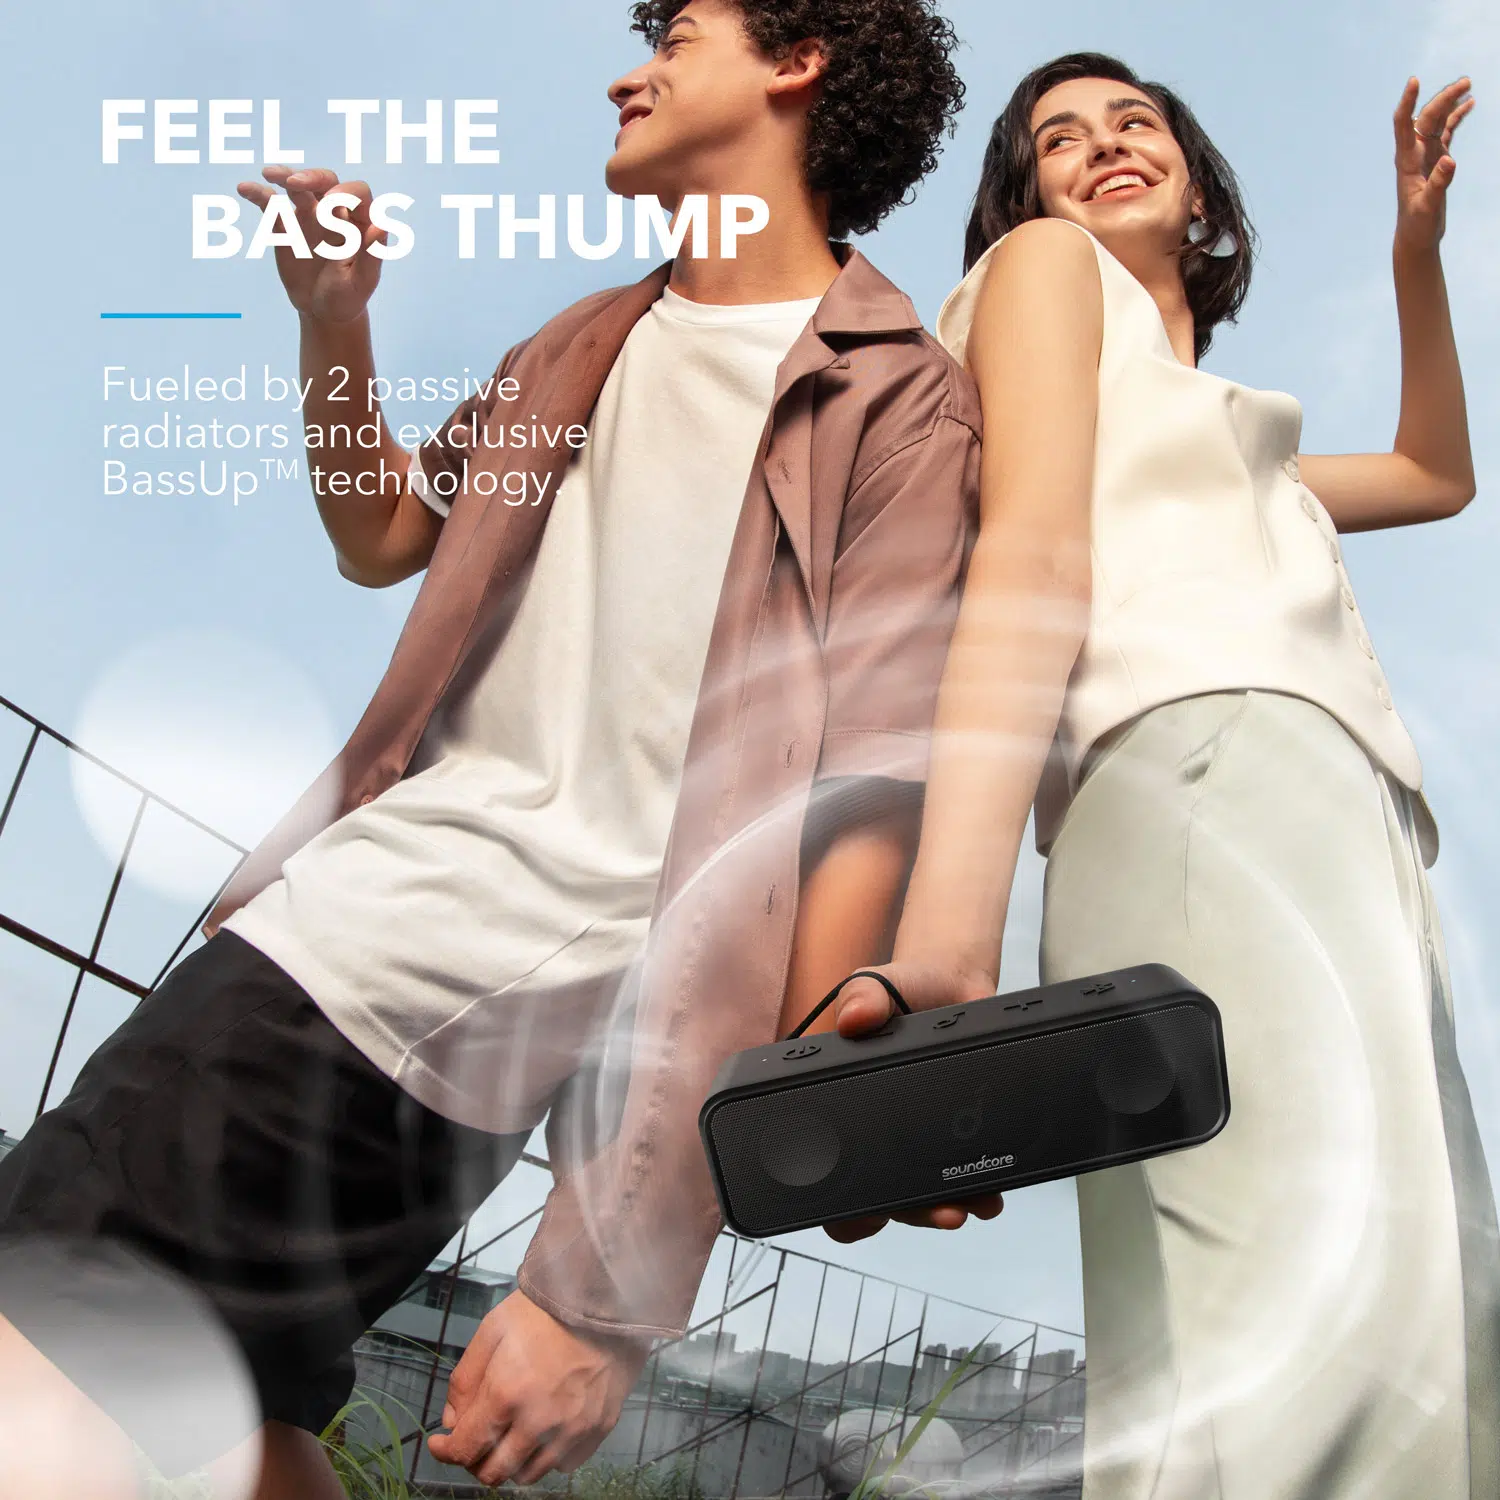 FEEL THE
BASS THUMP
Fueled by 2 passive
radiators and exclusive
BassUp™ technology.
soundcore